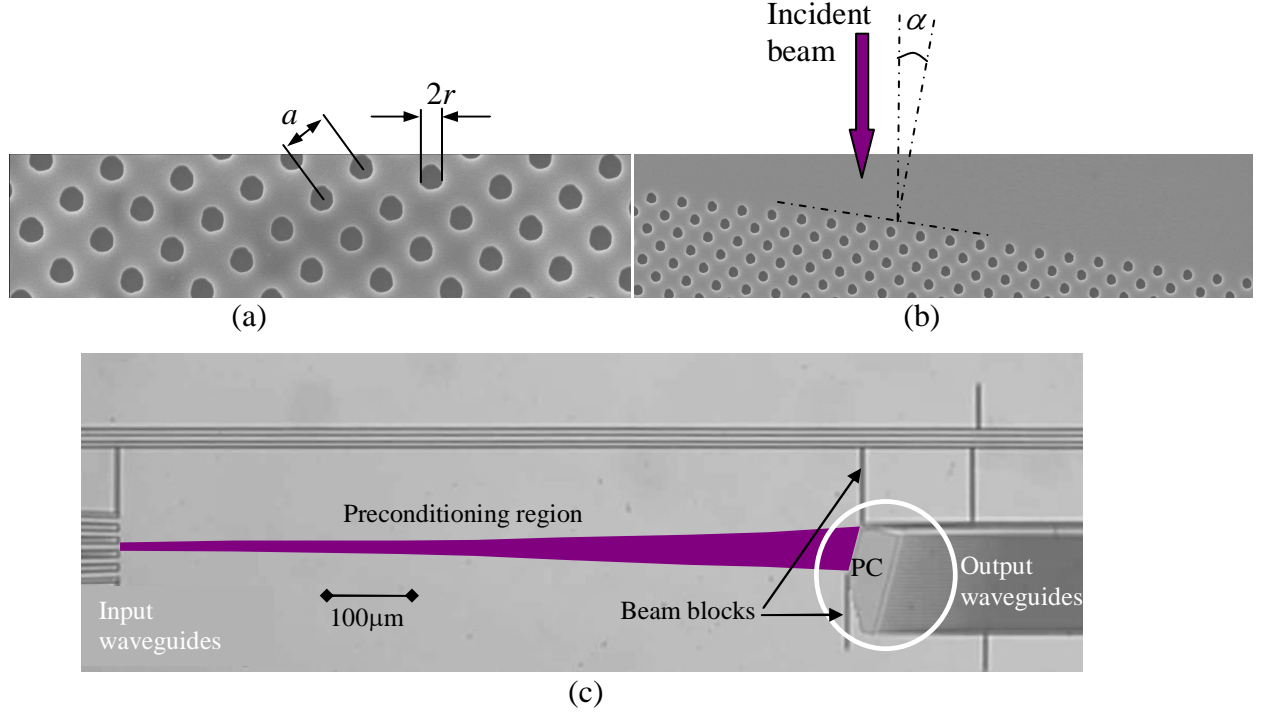 Incident
beam
α
a
2r
(a)
(b)
Preconditioning region
PC
Input
waveguides
100μm
Beam blocks
Output
waveguides
(c)